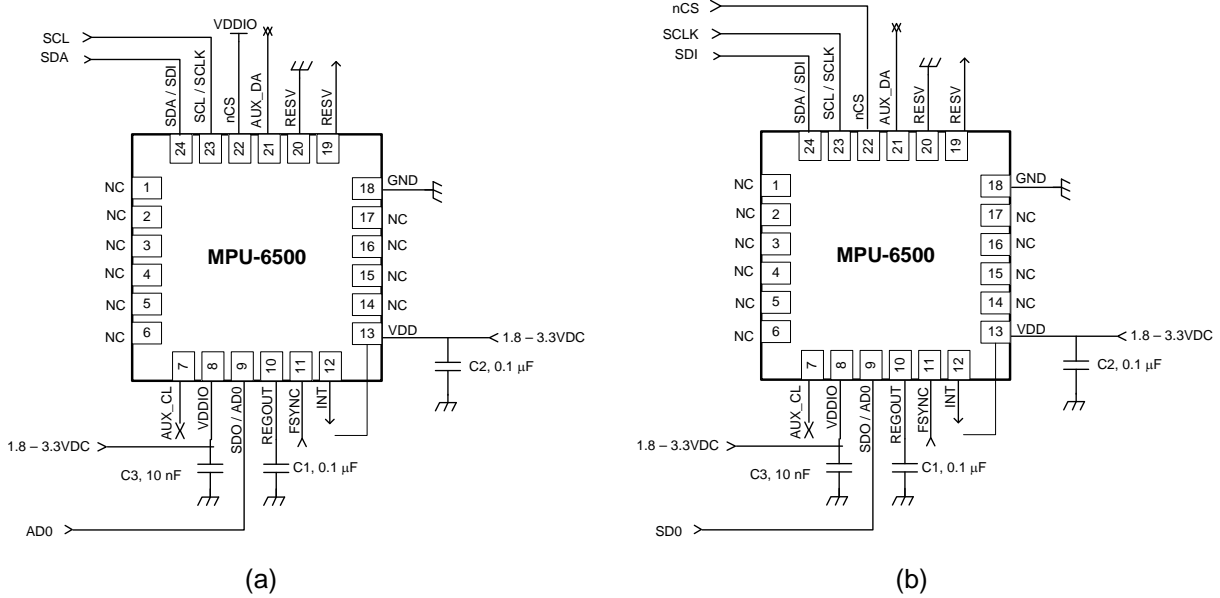 SCL
SDA
VDDIO
SDA / SDI
SCL / SCLK
nCS
AUX_DA
RESV
RESV
24
23
22
21
20
19
NC 1
NC 2
NC 3
NC 4
NC 5
NC 6
MPU-6500
18 GND
17 NC
16 NC
15 NC
14 NC
13 VDD
1.8 – 3.3VDC
C2, 0.1 μF
7
8
9
10
11
12
AUX_CL
VDDIO
SDO / AD0
REGOUT
FSYNC
INT
1.8 – 3.3VDC
C3, 10 nF
C1, 0.1 μF
AD0
(a)
nCS
SCLK
SDI
SDA / SDI
SCL / SCLK
nCS
AUX_DA
RESV
RESV
24
23
22
21
20
19
NC 1
NC 2
NC 3
NC 4
NC 5
NC 6
MPU-6500
18 GND
17 NC
16 NC
15 NC
14 NC
13 VDD
1.8 – 3.3VDC
C2, 0.1 μF
7
8
9
10
11
12
AUX_CL
VDDIO
SDO / AD0
REGOUT
FSYNC
INT
1.8 – 3.3VDC
C3, 10 nF
C1, 0.1 μF
SD0
(b)